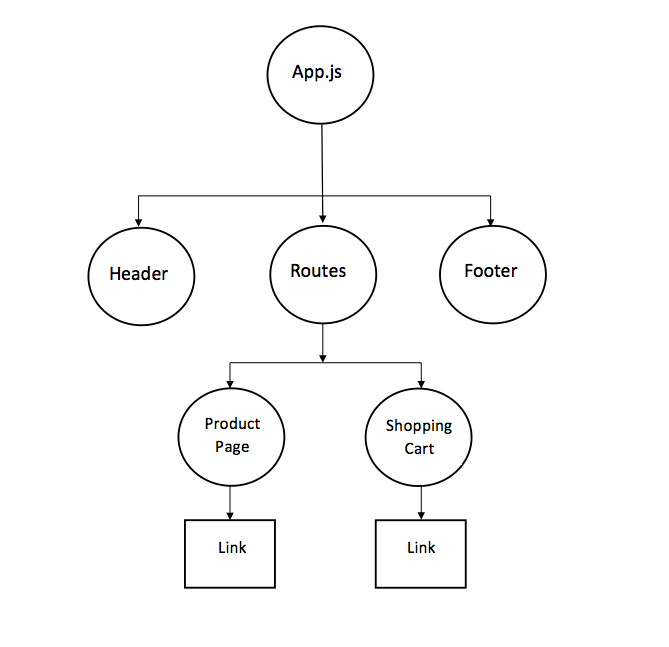 App.js
Header
Routes
Footer
Product
Page
Shopping
Cart
Link
Link